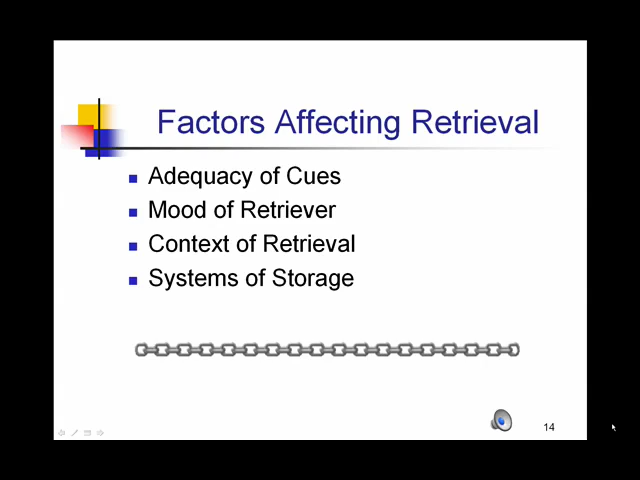 Factors Affecting Retrieval
Adequacy of Cues
Mood of Retriever
Context of Retrieval
Systems of Storage
14